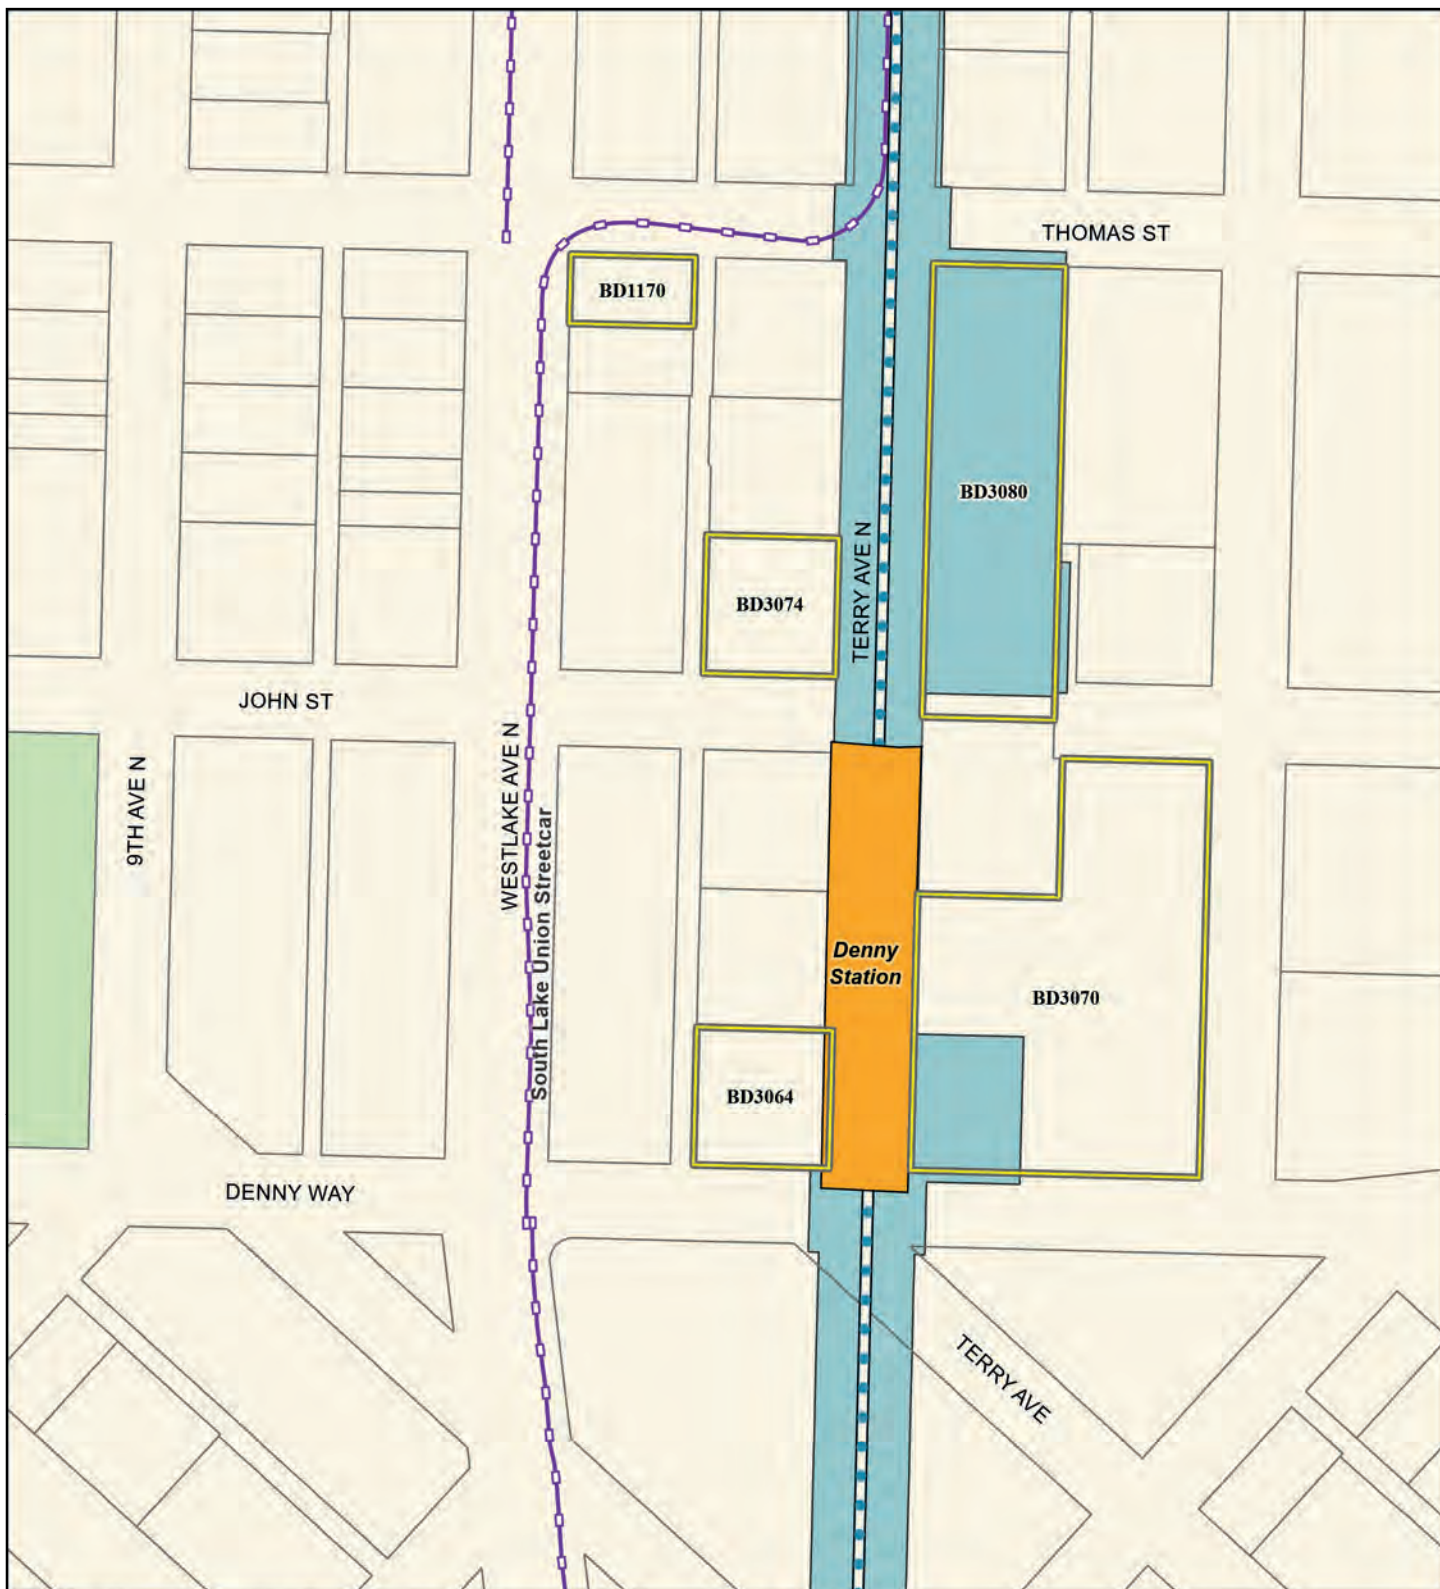 THOMAS ST
BD1170
BD3080
BD3074
TERRY AVE N
JOHN ST
WESTLAKE AVE N
9TH AVE N
South Lake Union Streetcar
Denny
Station
BD3070
BD3064
DENNY WAY
TERRY AVE